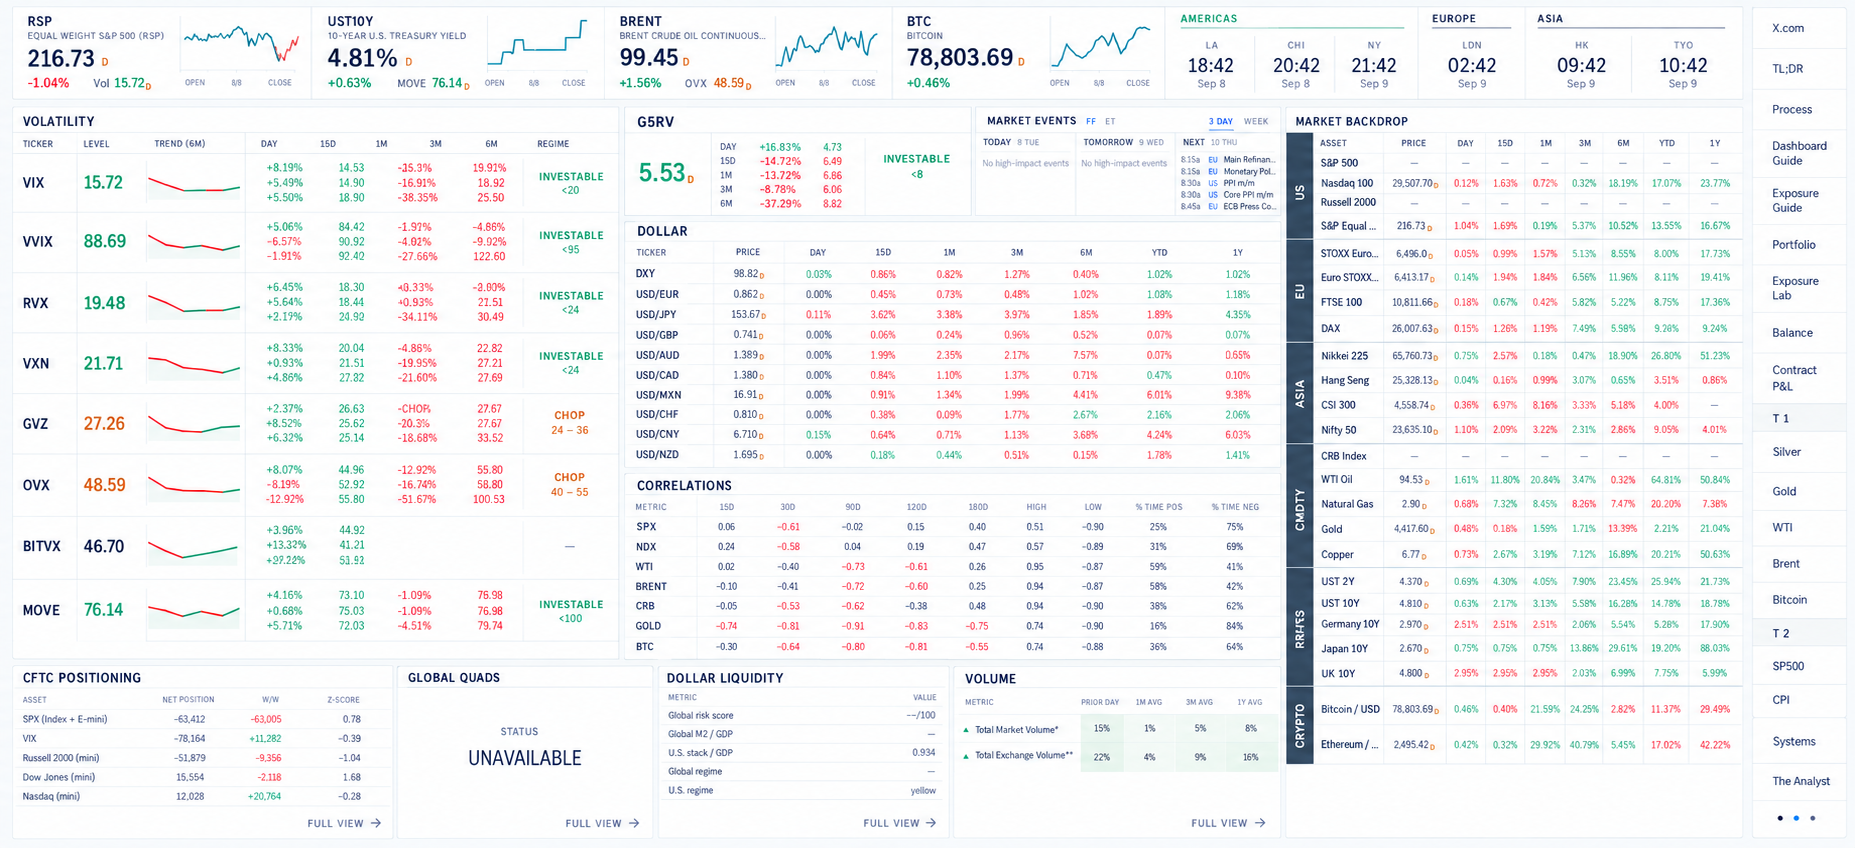 RSP
EQUAL WEIGHT S&P 500 (RSP)
216.73 D
-1.04% Vol 15.72 D
OPEN 8/8 CLOSE
UST10Y
10-YEAR U.S. TREASURY YIELD
4.81% D
+0.63% MOVE 76.14 D
OPEN 8/8 CLOSE
BRENT
BRENT CRUDE OIL CONTINUOUS...
99.45 D
+1.56% OVX 48.59 D
OPEN 8/8 CLOSE
BTC
BITCOIN
78,803.69 D
+0.46%
OPEN 8/8 CLOSE
AMERICAS
LA CHI NY
18:42 20:42 21:42
Sep 8 Sep 8 Sep 8
EUROPE
LDN
02:42
Sep 9
ASIA
HK TYO
09:42 10:42
Sep 9 Sep 9
VOLATILITY
TICKER LEVEL TREND (6M) DAY 15D 1M 3M 6M REGIME
VIX 15.72
+8.19% 14.53 -35.3% 19.91%
+5.49% 14.90 -16.91% 18.92
+5.50% 18.90 -38.35% 25.50
INVESTABLE
<20
VVIX 88.69
+5.06% 84.42 -1.92% -4.86%
-6.57% 90.92 -4.02% -9.02%
-1.91% 92.42 -27.66% 122.60
INVESTABLE
<95
RVX 19.48
+6.45% 18.30 +0.33% -2.00%
+5.64% 18.44 +0.93% 27.51
+2.19% 24.92 -34.11% 30.49
INVESTABLE
<24
VXN 21.71
+8.33% 20.04 -4.86% 22.82
+0.93% 21.51 -19.95% 27.21
+4.86% 27.82 -21.60% 27.69
INVESTABLE
<24
GVZ 27.26
+2.37% 26.63 27.67
+8.52% 25.62 -20.3% 27.67
+6.32% 25.14 -18.68% 33.52
CHOP
24 – 36
OVX 48.59
+8.07% 44.96 -12.92% 55.80
-8.19% 52.92 -16.74% 58.80
-12.92% 55.80 -51.67% 100.53
CHOP
40 – 55
BITVX 46.70
+3.96% 44.92
+13.32% 41.21
—
MOVE 76.14
+4.16% 73.10 -1.09% 76.98
+0.68% 75.03 -1.09% 76.98
+5.71% 72.03 -4.51% 79.74
INVESTABLE
<100
G5RV
5.53 D
DAY +16.83% 4.73
15D -14.72% 6.49
1M -13.72% 6.86
3M -8.78% 6.06
6M -37.29% 8.82
INVESTABLE
<8
MARKET EVENTS FF ET 3 DAY WEEK
TODAY 8 TUE
No high-impact events
TOMORROW 9 WED
No high-impact events
NEXT 10 THU
8.15a EU Main Refinan...
8.15a EU Monetary Pol...
8:30a US PPI m/m
8:30a US Core PPI m/m
8.45a EU ECB Press Co...
DOLLAR
TICKER PRICE DAY 15D 1M 3M 6M YTD 1Y
DXY 98.82 D 0.03% 0.86% 0.82% 1.27% 0.40% 1.02% 1.02%
USD/EUR 0.862 D 0.00% 0.45% 0.73% 0.48% 1.02% 1.03% 1.18%
USD/JPY 153.67 D 0.11% 3.62% 3.38% 3.97% 1.85% 1.89% 4.35%
USD/GBP 0.741 D 0.00% 0.06% 0.24% 0.96% 0.52% 0.07% 0.07%
USD/AUD 1.389 D 0.00% 1.99% 2.35% 2.17% 7.57% 0.07% 0.65%
USD/CAD 1.380 D 0.00% 0.84% 1.10% 1.37% 0.71% 0.47% 0.10%
USD/MXN 16.91 D 0.00% 0.91% 1.34% 1.99% 4.41% 6.01% 9.38%
USD/CHF 0.810 D 0.00% 0.38% 0.09% 1.77% 2.67% 2.16% 2.06%
USD/CNY 6.710 D 0.15% 0.64% 0.71% 1.13% 3.68% 4.24% 6.03%
USD/NZD 1.695 D 0.00% 0.18% 0.44% 0.51% 0.15% 1.78% 1.41%
CORRELATIONS
METRIC 15D 30D 90D 120D 180D HIGH LOW % TIME POS % TIME NEG
SPX 0.06 −0.61 −0.02 0.15 0.40 0.51 −0.90 25% 75%
NDX 0.24 −0.58 0.04 0.19 0.47 0.57 −0.89 31% 69%
WTI 0.02 −0.40 −0.73 −0.61 0.26 0.95 −0.87 59% 41%
BRENT −0.10 −0.41 −0.72 −0.60 0.25 0.94 −0.87 58% 42%
CRB −0.05 −0.53 −0.62 −0.38 0.48 0.94 −0.90 38% 62%
GOLD −0.74 −0.81 −0.91 −0.83 −0.75 0.74 −0.90 16% 84%
BTC −0.30 −0.64 −0.80 −0.81 −0.55 0.74 −0.88 36% 64%
MARKET BACKDROP
ASSET PRICE DAY 15D 1M 3M 6M YTD 1Y
US
S&P 500 — — — — — — — —
Nasdaq 100 29,507.70 D 0.12% 1.63% 0.72% 0.32% 18.19% 17.07% 23.77%
Russell 2000 — — — — — — — —
S&P Equal ... 216.73 D 1.04% 1.69% 0.19% 5.37% 10.52% 13.55% 16.67%
EU
STOXX Euro... 6,496.0 D 0.05% 0.99% 1.57% 5.13% 8.55% 8.00% 17.73%
Euro STOXX... 6,413.17 D 0.14% 1.94% 1.84% 6.56% 11.96% 8.11% 19.41%
FTSE 100 10,811.66 D 0.18% 0.67% 0.42% 5.82% 5.22% 8.75% 17.36%
DAX 26,007.63 D 0.15% 1.26% 1.19% 7.49% 5.58% 9.26% 9.24%
ASIA
Nikkei 225 65,760.73 D 0.75% 2.57% 0.18% 0.47% 18.90% 26.80% 51.23%
Hang Seng 25,328.13 D 0.04% 0.16% 0.99% 3.07% 0.65% 3.51% 0.86%
CSI 300 4,558.74 D 0.36% 6.97% 8.16% 3.33% 5.18% 4.00% —
Nifty 50 23,635.10 D 1.10% 2.09% 3.22% 2.31% 2.86% 9.05% 4.01%
CMDTY
CRB Index — — — — — — — —
WTI Oil 94.53 D 1.61% 11.80% 20.84% 3.47% 0.32% 64.81% 50.84%
Natural Gas 2.90 D 0.68% 7.32% 8.45% 8.26% 7.47% 20.20% 7.38%
Gold 4,417.60 D 0.48% 0.18% 1.59% 1.71% 13.39% 2.21% 21.04%
Copper 6.77 D 0.73% 2.67% 3.19% 7.12% 16.89% 20.21% 50.63%
UST 2Y 4.370 D 0.69% 4.30% 4.05% 7.90% 23.45% 25.94% 21.73%
UST 10Y 4.810 D 0.63% 2.17% 3.13% 5.58% 16.28% 14.78% 18.78%
Germany 10Y 2.970 D 2.51% 2.51% 2.51% 2.06% 5.54% 5.28% 17.90%
Japan 10Y 2.670 D 0.75% 0.75% 0.75% 13.86% 29.61% 19.20% 88.03%
UK 10Y 4.800 D 2.95% 2.95% 2.95% 2.03% 6.99% 7.75% 5.99%
CRYPTO
Bitcoin / USD 78,803.69 D 0.46% 0.40% 21.59% 24.25% 2.82% 11.37% 29.49%
Ethereum / ... 2,495.42 D 0.42% 0.32% 29.92% 40.79% 5.45% 17.02% 42.22%
CFTC POSITIONING
ASSET NET POSITION W/W Z-SCORE
SPX (Index + E-mini) −63,412 -63,005 0.78
VIX −78,164 +11,282 −0.39
Russell 2000 (mini) −51,879 -9,356 −1.04
Dow Jones (mini) 15,554 -2,118 1.68
Nasdaq (mini) 12,028 +20,764 −0.28
FULL VIEW →
GLOBAL QUADS
STATUS
UNAVAILABLE
FULL VIEW →
DOLLAR LIQUIDITY
METRIC VALUE
Global risk score −−/100
Global M2 / GDP —
U.S. stack / GDP 0.934
Global regime —
U.S. regime yellow
FULL VIEW →
VOLUME
METRIC PRIOR DAY 1M AVG 3M AVG 1Y AVG
▲ Total Market Volume* 15% 1% 5% 8%
▲ Total Exchange Volume** 22% 4% 9% 16%
FULL VIEW →
X.com
TL;DR
Process
Dashboard
Guide
Exposure
Guide
Portfolio
Exposure
Lab
Balance
Contract
P&L
T 1
Silver
Gold
WTI
Brent
Bitcoin
T 2
SP500
CPI
Systems
The Analyst